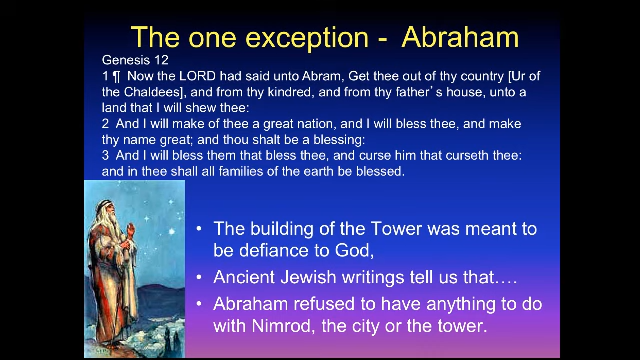 The one exception - Abraham
Genesis 12
1 ¶ Now the LORD had said unto Abram, Get thee out of thy country [Ur of
the Chaldees], and from thy kindred, and from thy father's house, unto a
land that I will shew thee:
2 And I will make of thee a great nation, and I will bless thee, and make
thy name great; and thou shalt be a blessing:
3 And I will bless them that bless thee, and curse him that curseth thee:
and in thee shall all families of the earth be blessed.
• The building of the Tower was meant to
be defiance to God,
• Ancient Jewish writings tell us that….
• Abraham refused to have anything to do
with Nimrod, the city or the tower.